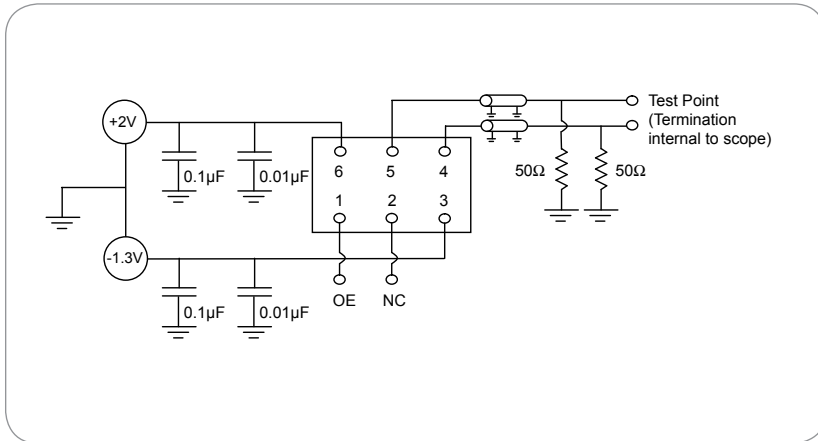 +2V
0.1µF
0.01µF
6
5
4
1
2
3
Test Point
(Termination
internal to scope)
50Ω
50Ω
-1.3V
0.1µF
0.01µF
OE
NC